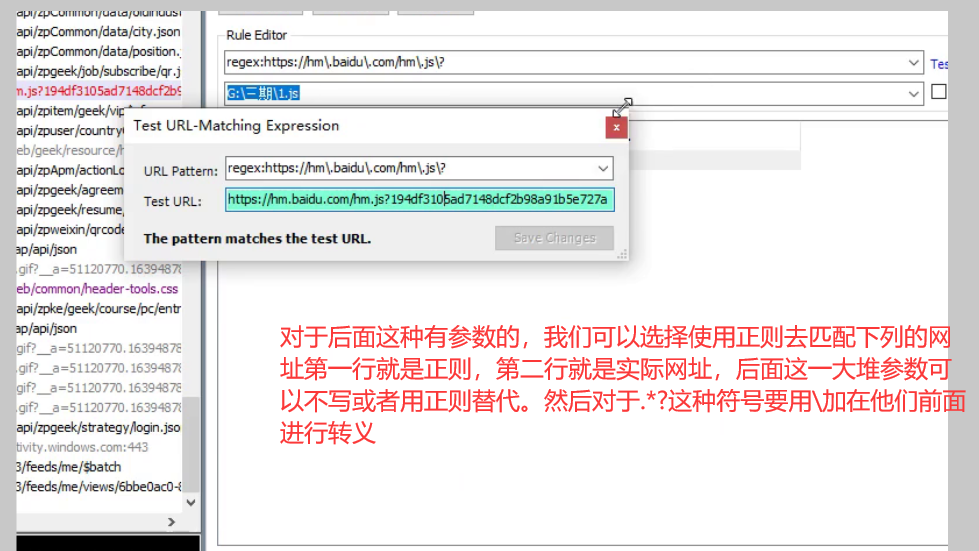 api/zpCommon/data/oldindust
api/zpCommon/data/city.json
api/zpCommon/data/position.
api/zpgeek/job/subscribe/qr.j
m.js?194df3105ad7148dcf2b9
api/zpitem/geek/vip
api/zpuser/country
eb/geek/resource/h
api/zpApm/actionLo
api/zpgeek/agreem
api/zpgeek/resume,
api/zpweixin/qrcode
ap/api/json
.gif?__a=51120770.16394878
eb/common/header-tools.css
api/zpke/geek/course/pc/entr
ap/api/json
gif?__a=51120770.16394878
.gif?__a=51120770.16394878
gif?__a=51120770.16394878
.gif?__a=51120770.16394878
api/zpgeek/strategy/login.jso
tivity.windows.com:443
3/feeds/me/$batch
3/feeds/me/views/6bbe0ac0-8
Rule Editor
regex:https://hm\.baidu\.com/hm\.js\?
Tes
G:\三期\1.js
Test URL-Matching Expression
x
URL Pattern:
regex:https://hm\.baidu\.com/hm\.js\?
Test URL:
https://hm.baidu.com/hm.js?194df3105ad7148dcf2b98a91b5e727a
The pattern matches the test URL.
Save Changes
对于后面这种有参数的，我们可以选择使用正则去匹配下列的网
址第一行就是正则，第二行就是实际网址，后面这一大堆参数可
以不写或者用正则替代。然后对于.*?这种符号要用\加在他们前面
进行转义